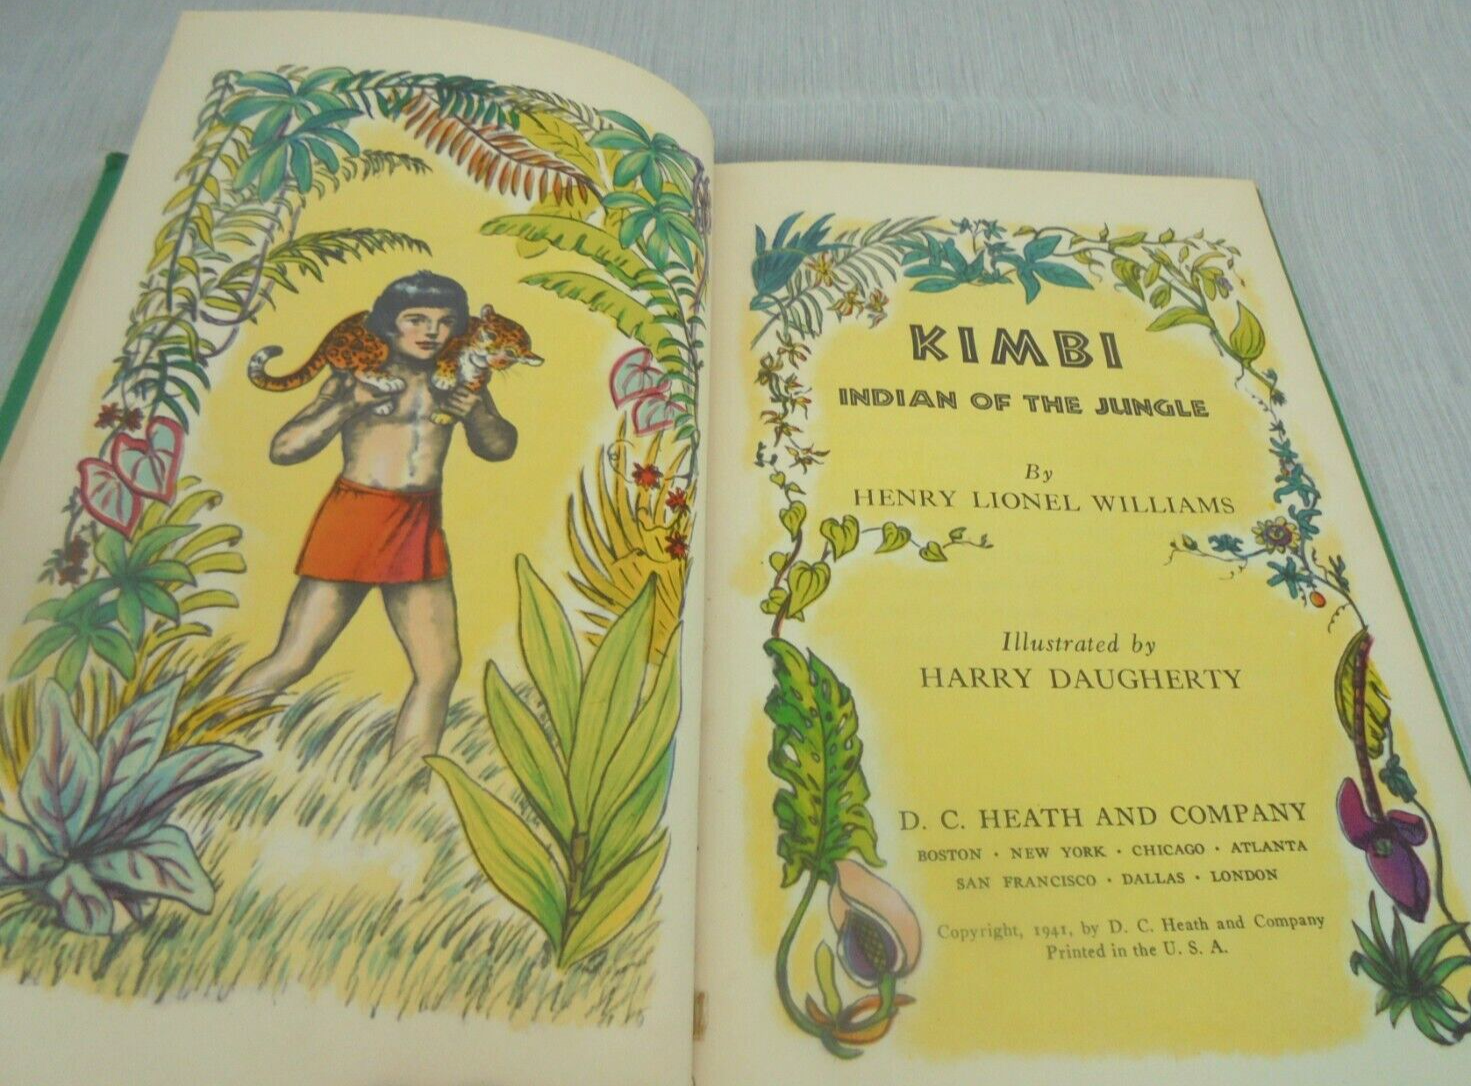 KIMBI
INDIAN OF THE JUNGLE
By
HENRY LIONEL WILLIAMS
Illustrated by
HARRY DAUGHERTY
D. C. HEATH AND COMPANY
BOSTON · NEW YORK · CHICAGO · ATLANTA
SAN FRANCISCO · DALLAS · LONDON
Copyright, 1941, by D. C. Heath and Company
Printed in the U. S. A.